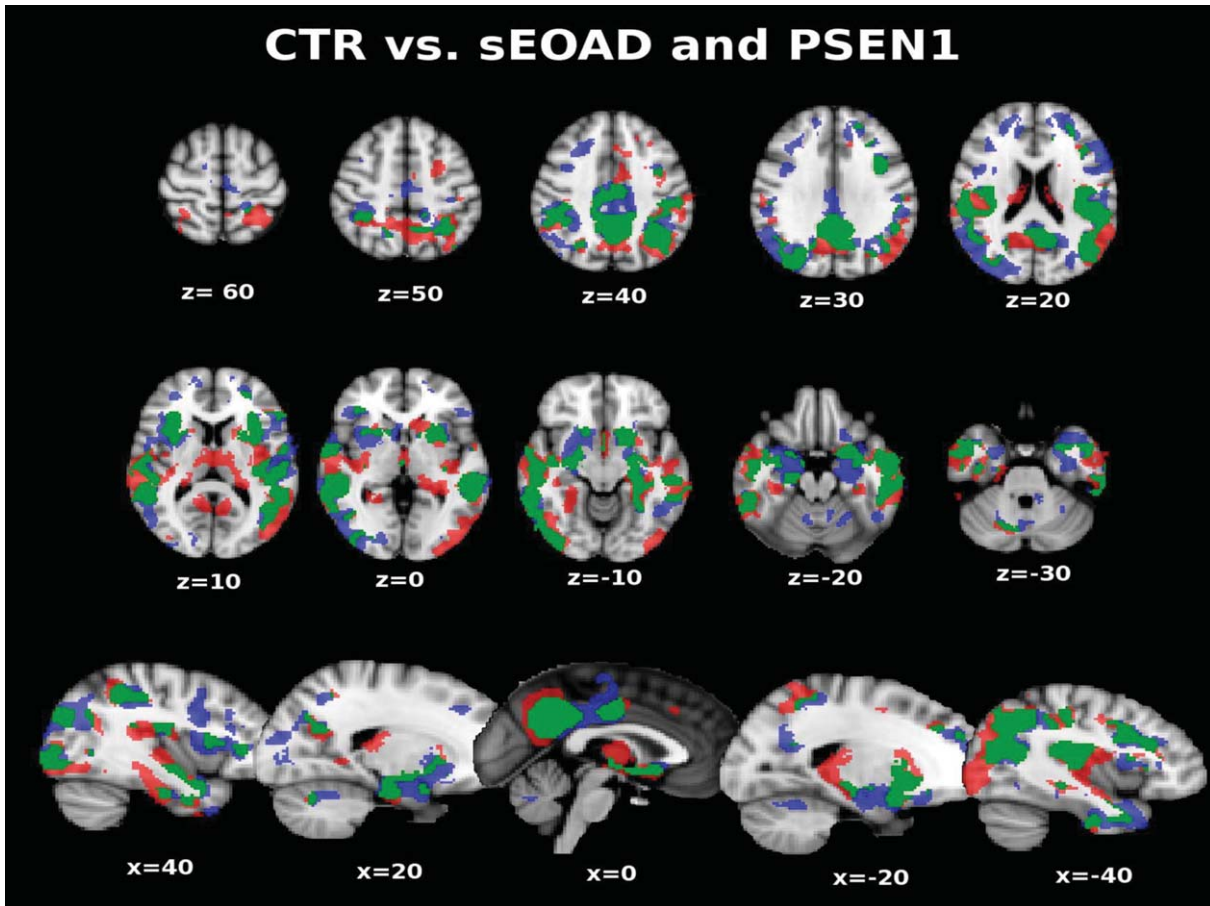 CTR vs. sEOAD and PSEN1
z= 60
z=50
z=40
z=30
z=20
z=10
z=0
z=-10
z=-20
z=-30
x=40
x=20
x=0
x=-20
x=-40